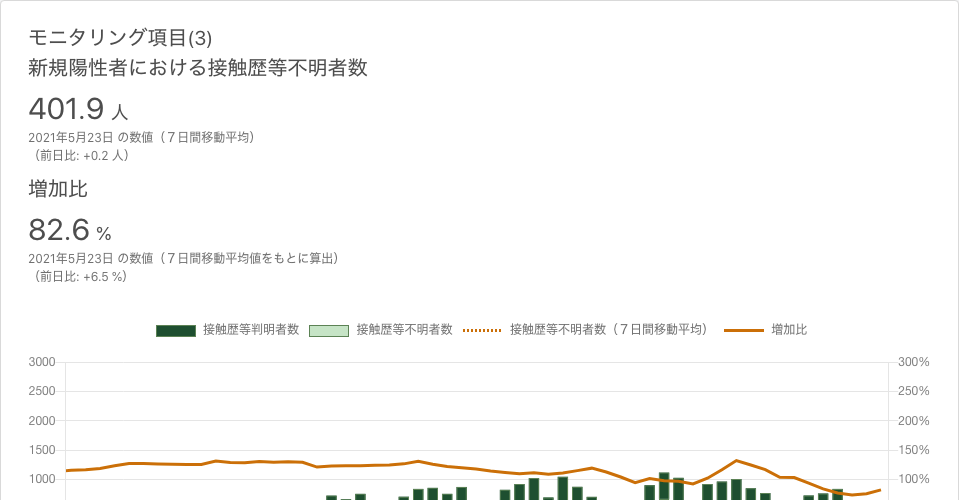 モニタリング項目(3)
新規陽性者における接触歴等不明者数
401.9 人
2021年5月23日 の数値（７日間移動平均）
（前日比: +0.2 人）
増加比
82.6 %
2021年5月23日 の数値（７日間移動平均値をもとに算出）
（前日比: +6.5 %）
接触歴等判明者数 接触歴等不明者数 接触歴等不明者数（７日間移動平均） 増加比
3000 300%
2500 250%
2000 200%
1500 150%
1000 100%